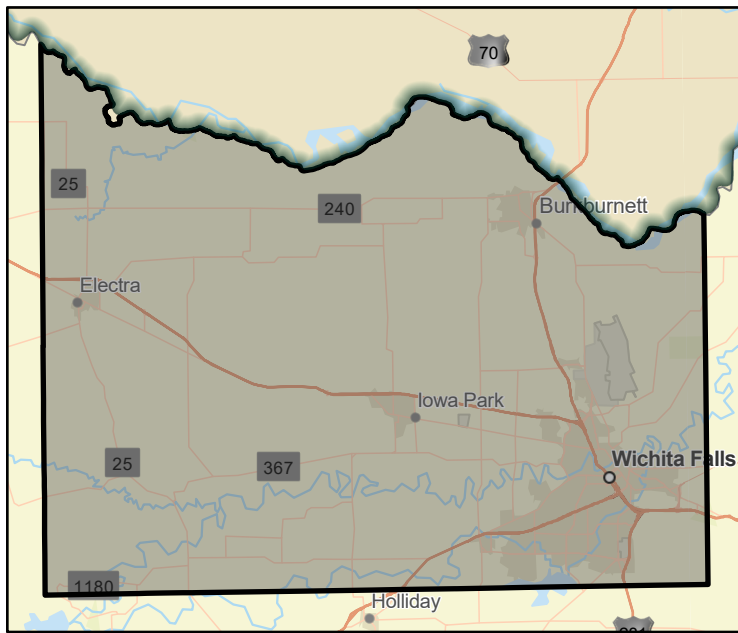 70
25
240
Burkburnett
Electra
Iowa Park
25
367
Wichita Falls
1180
Holliday